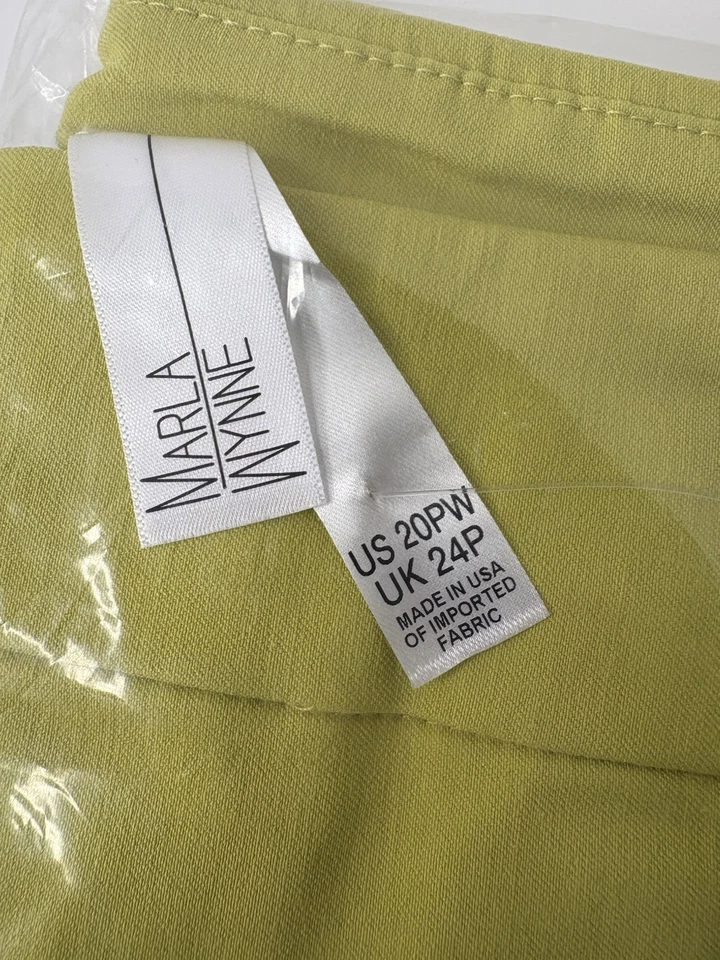 MARLA
WYNNE
US 20PW
UK 24P
MADE IN USA
OF IMPORTED
FABRIC